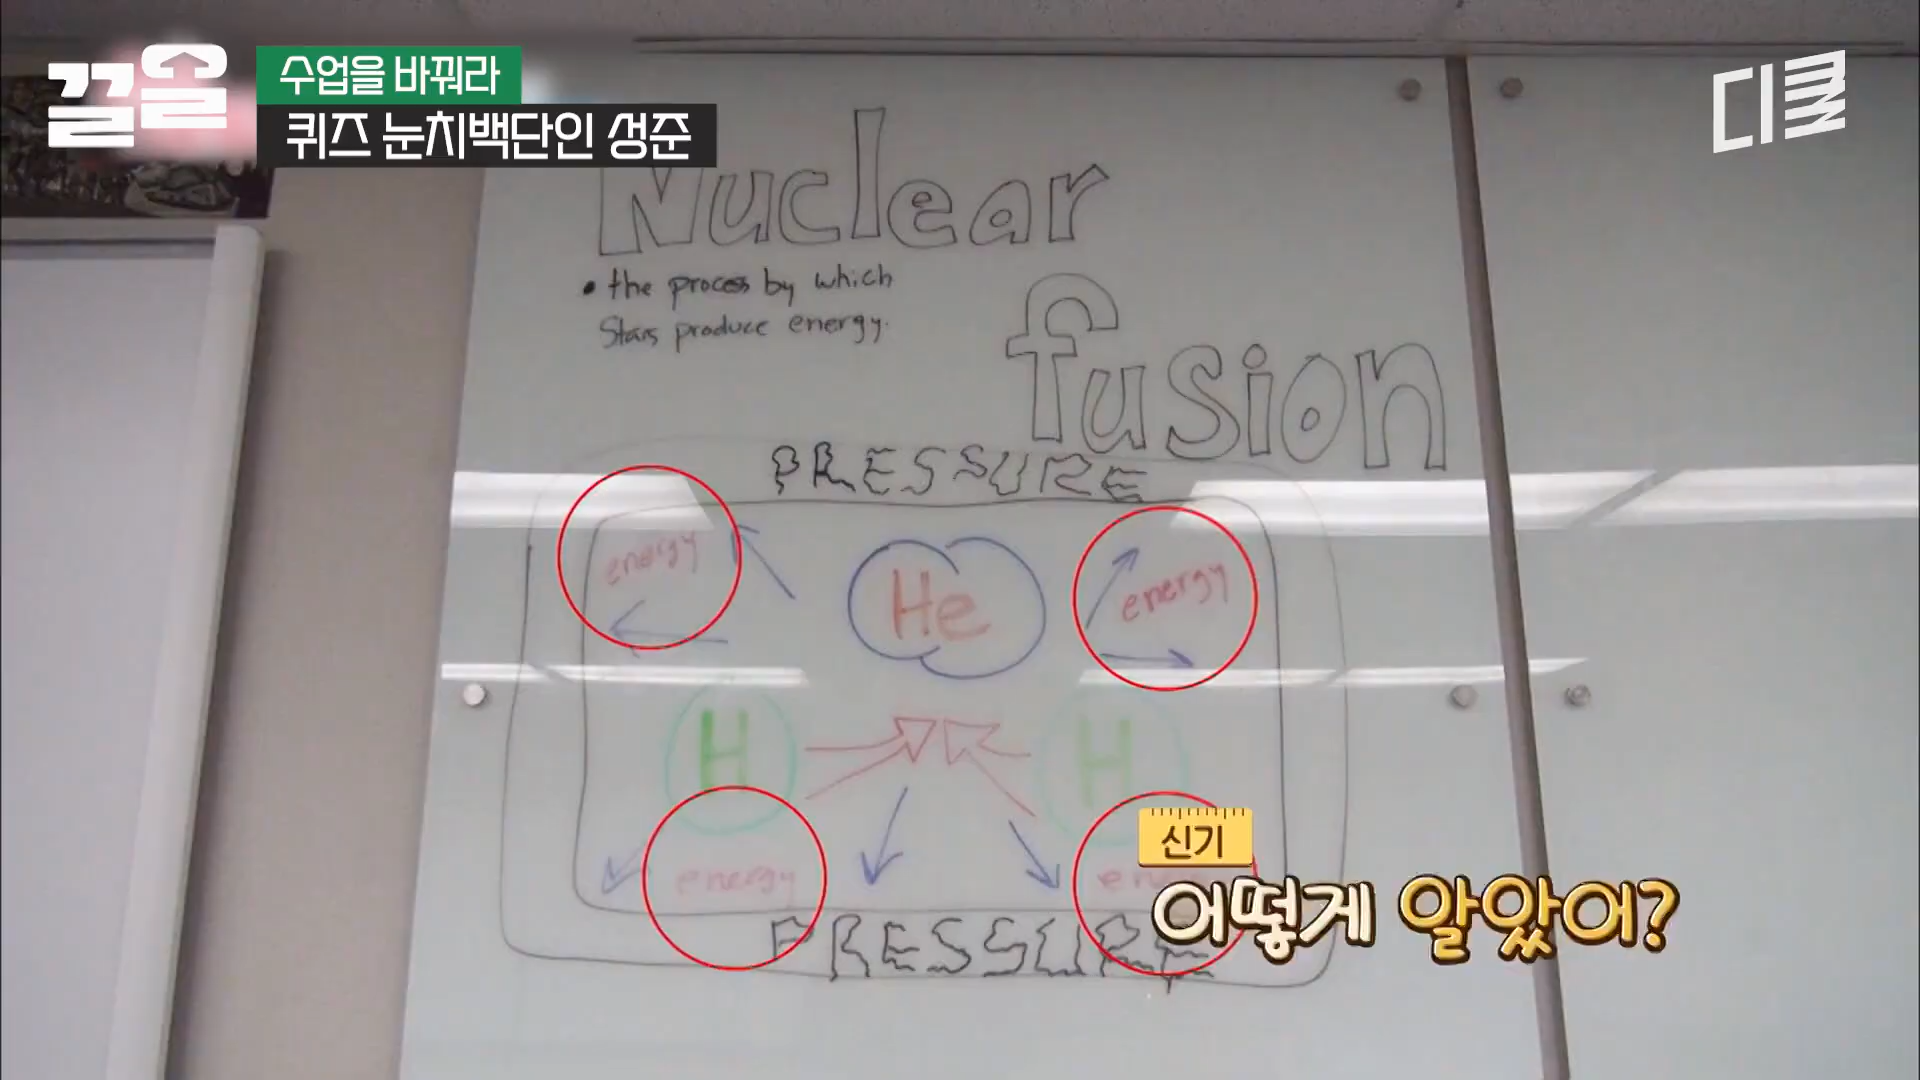 끌올
수업을 바꿔라
퀴즈 눈치백단인 성준
디클
Nuclear
fusion
• the process by which
Stars produce energy.
PRESSURE
energy
He
energy
H
H
energy
PRESSURE
신기
어떻게 알았어?